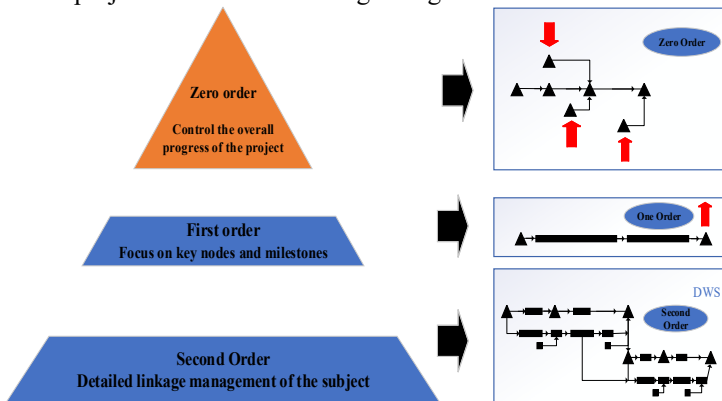 Zero order
Control the overall
progress of the project
Zero Order
First order
Focus on key nodes and milestones
One Order
DWS
Second Order
Detailed linkage management of the subject
Second
Order